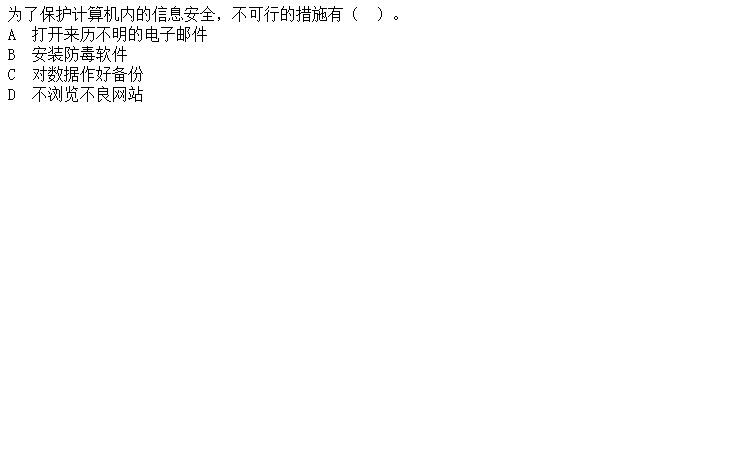 为了保护计算机内的信息安全，不可行的措施有（　）。
A　打开来历不明的电子邮件
B　安装防毒软件
C　对数据作好备份
D　不浏览不良网站